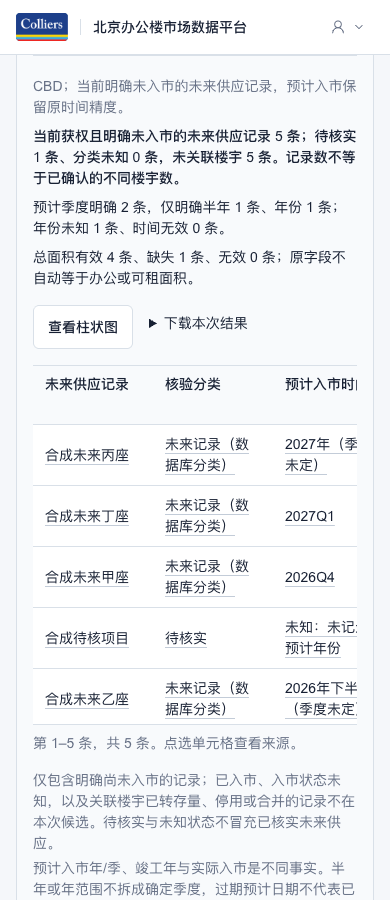 Colliers
北京办公楼市场数据平台
CBD；当前明确未入市的未来供应记录，预计入市保
留原时间精度。
当前获权且明确未入市的未来供应记录 5 条；待核实
1 条、分类未知 0 条，未关联楼宇 5 条。记录数不等
于已确认的不同楼宇数。
预计季度明确 2 条，仅明确半年 1 条、年份 1 条；
年份未知 1 条、时间无效 0 条。
总面积有效 4 条、缺失 1 条、无效 0 条；原字段不
自动等于办公或可租面积。
查看柱状图
▶ 下载本次结果
未来供应记录 核验分类 预计入市时
合成未来丙座 未来记录（数据库分类） 2027年（季 未定）
合成未来丁座 未来记录（数据库分类） 2027Q1
合成未来甲座 未来记录（数据库分类） 2026Q4
合成待核项目 待核实 未知：未记 预计年份
合成未来乙座 未来记录（数据库分类） 2026年下半 （季度未定
第 1–5 条，共 5 条。点选单元格查看来源。
仅包含明确尚未入市的记录；已入市、入市状态未
知，以及关联楼宇已转存量、停用或合并的记录不在
本次候选。待核实与未知状态不冒充已核实未来供
应。
预计入市年/季、竣工年与实际入市是不同事实。半
年或年范围不拆成确定季度，过期预计日期不代表已